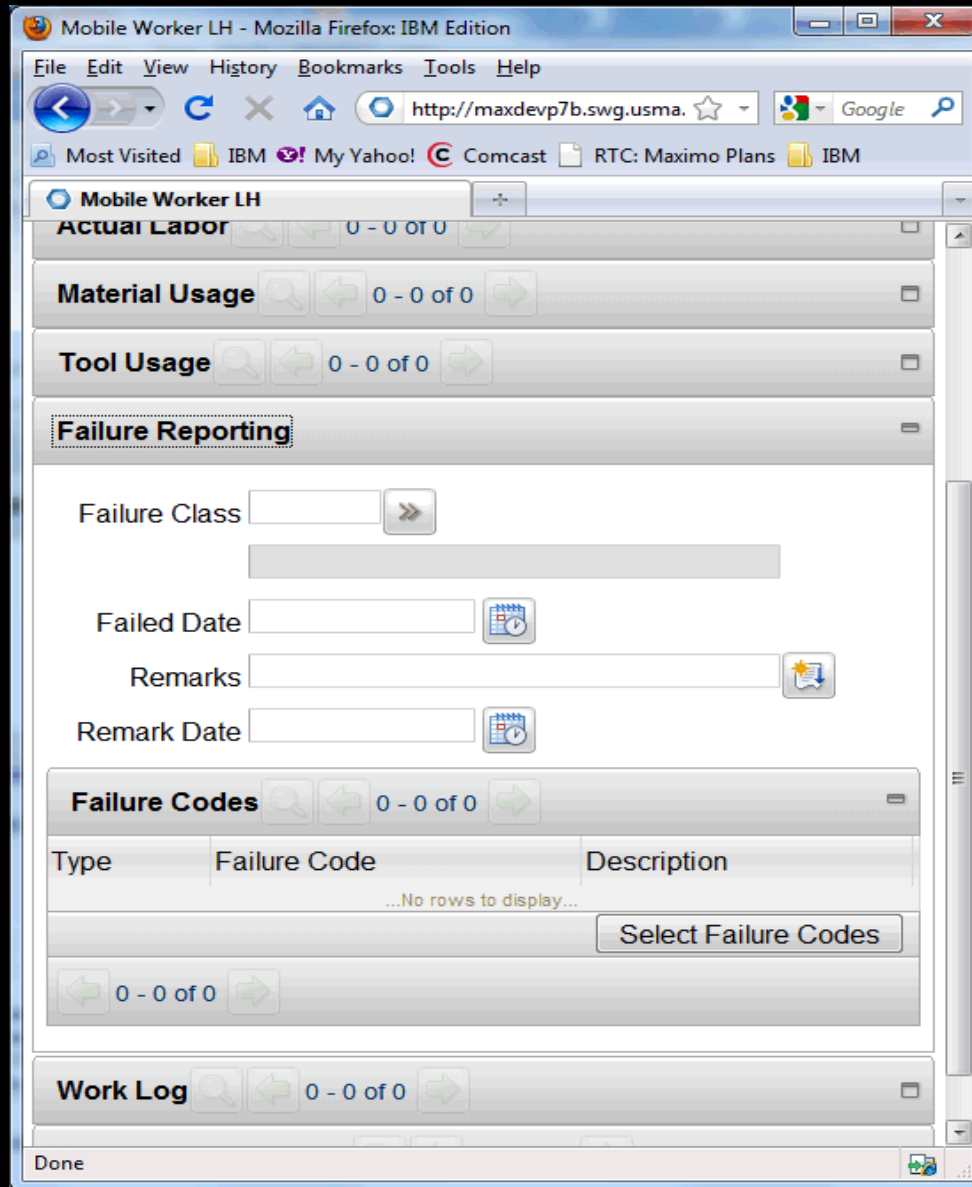 Mobile Worker LH - Mozilla Firefox: IBM Edition
File Edit View History Bookmarks Tools Help
http://maxdevp7b.swg.usma. Google
Most Visited IBM My Yahoo! Comcast RTC: Maximo Plans IBM
Mobile Worker LH
Actual Labor 0 - 0 of 0
Material Usage 0 - 0 of 0
Tool Usage 0 - 0 of 0
Failure Reporting
Failure Class
Failed Date
Remarks
Remark Date
Failure Codes 0 - 0 of 0
Type Failure Code Description
...No rows to display...
Select Failure Codes
0 - 0 of 0
Work Log 0 - 0 of 0
Done